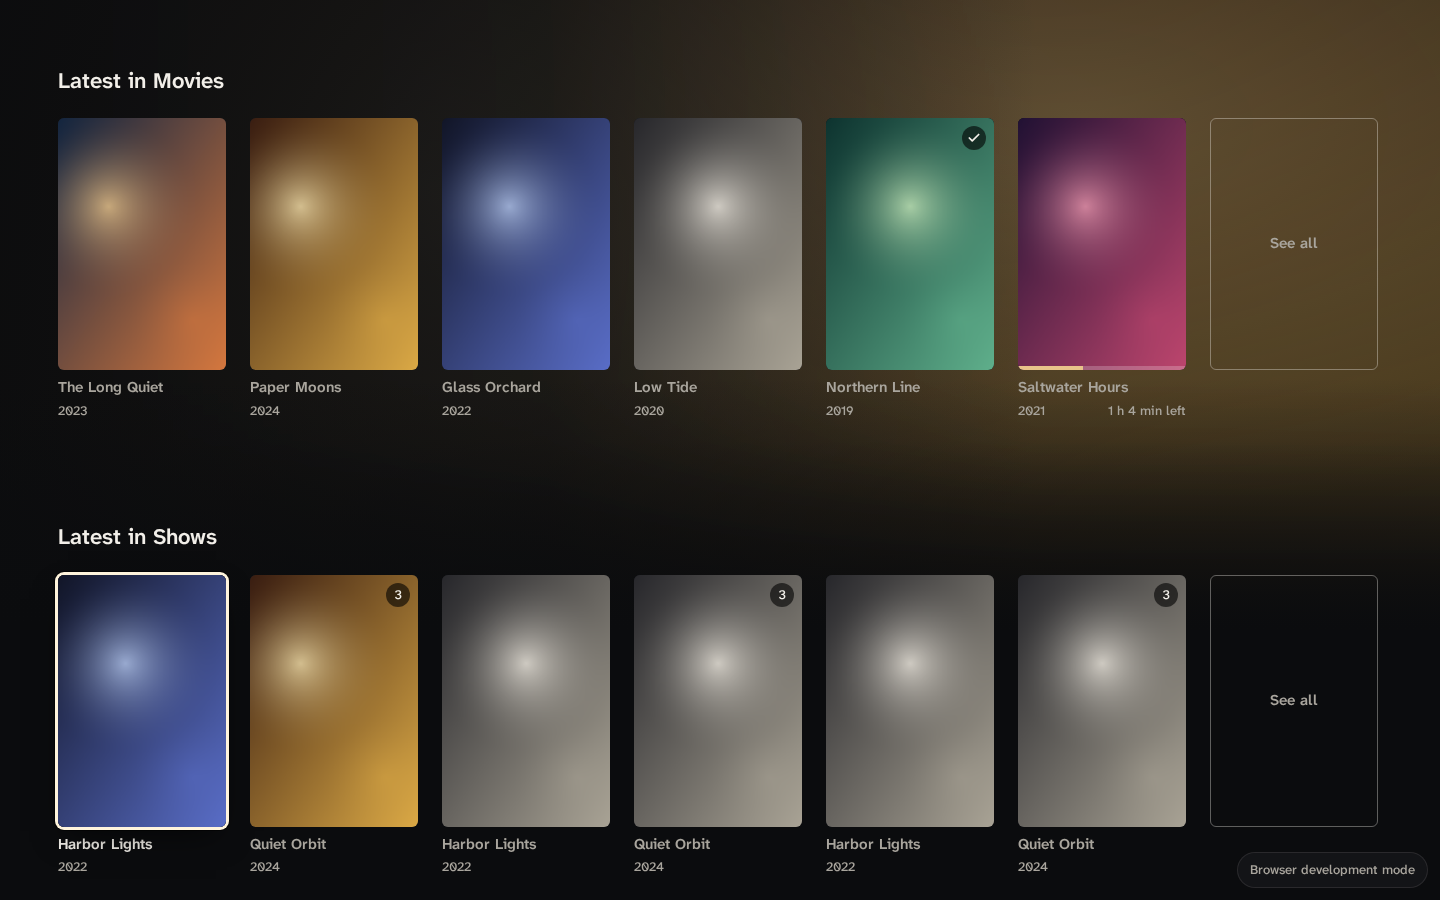 Latest in Movies
The Long Quiet
2023
Paper Moons
2024
Glass Orchard
2022
Low Tide
2020
Northern Line
2019
Saltwater Hours
2021 1 h 4 min left
See all
Latest in Shows
Harbor Lights
2022
3
Quiet Orbit
2024
Harbor Lights
2022
3
Quiet Orbit
2024
Harbor Lights
2022
3
Quiet Orbit
2024
See all
Browser development mode